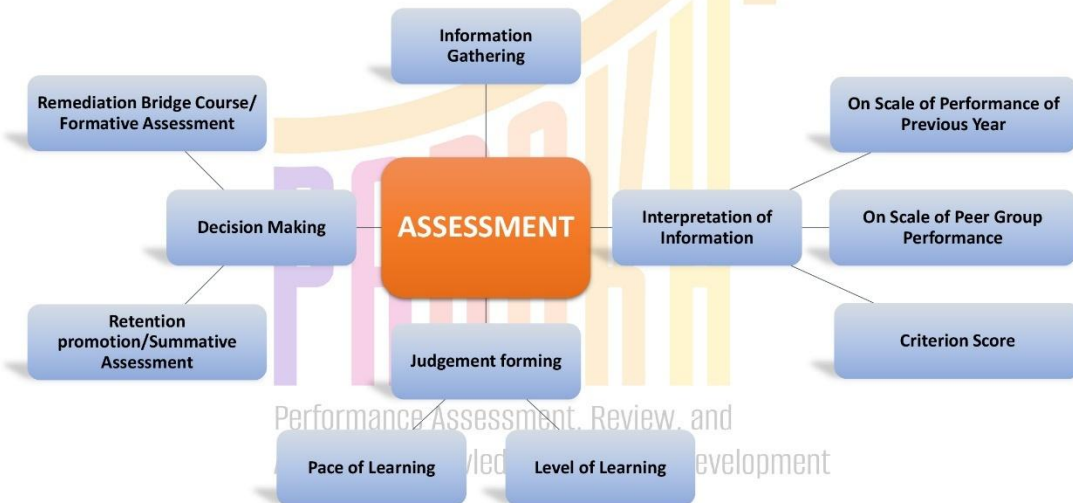 Information
Gathering
Remediation Bridge Course/
Formative Assessment
On Scale of Performance of
Previous Year
Decision Making
ASSESSMENT
Interpretation of
Information
On Scale of Peer Group
Performance
Retention
promotion/Summative
Assessment
Judgement forming
Criterion Score
Performance Assessment, Review, and
Pace of Learning
Level of Learning